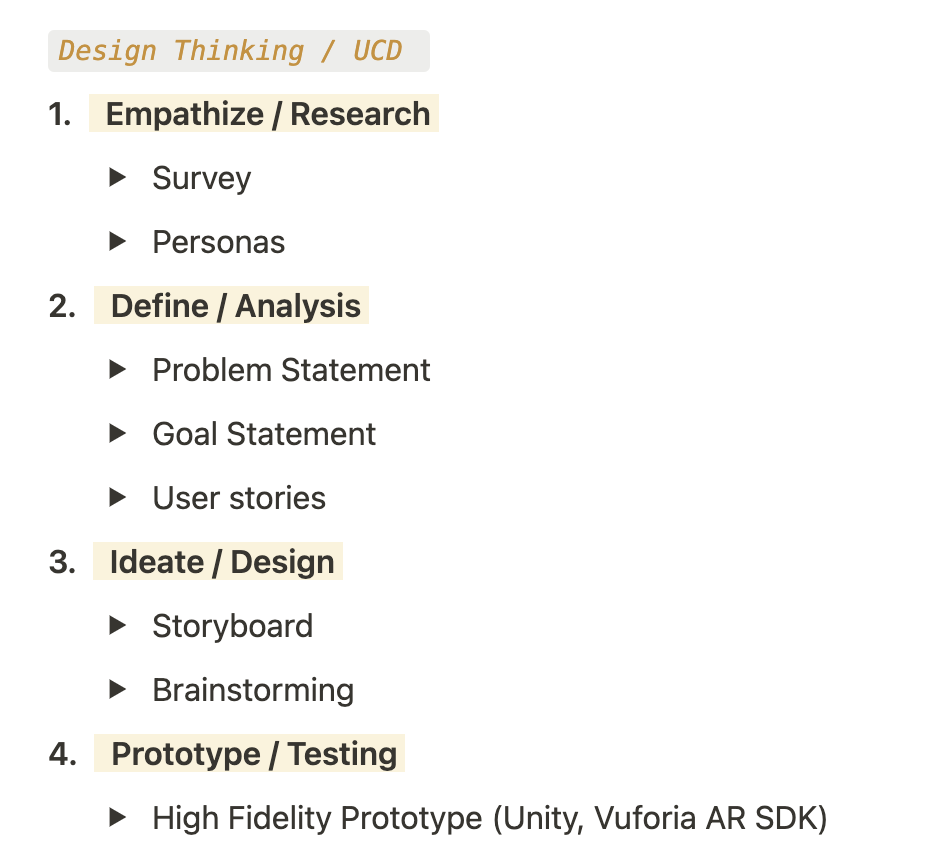 Design Thinking / UCD
1. Empathize / Research
Survey
Personas
2. Define / Analysis
Problem Statement
Goal Statement
User stories
3. Ideate / Design
Storyboard
Brainstorming
4. Prototype / Testing
High Fidelity Prototype (Unity, Vuforia AR SDK)